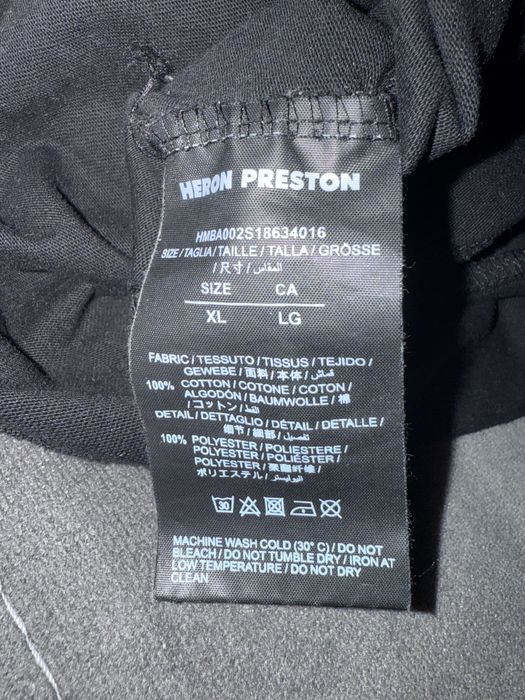 HERON PRESTON
HMBA002S18634016
SIZE / TAGLIA / TAILLE / TALLA / GRÖSSE
/ 尺寸 / المقاس /
SIZE CA
XL LG
FABRIC / TESSUTO / TISSUS / TEJIDO /
GEWEBE / 面料 / 本体 / قماش /
100% COTTON / COTONE / COTON /
ALGODÓN / BAUMWOLLE / 棉
/ コットン / القطن /
DETAIL / DETTAGLIO / DÉTAIL / DETALLE /
细节 / 細部 / تفصيل /
100% POLYESTER / POLIESTERE /
POLYESTER / POLIÉSTER /
POLYESTER / 聚酯纤维 /
ポリエステル / البوليستر /
30
MACHINE WASH COLD (30° C) / DO NOT
BLEACH / DO NOT TUMBLE DRY / IRON AT
LOW TEMPERATURE / DO NOT DRY
CLEAN